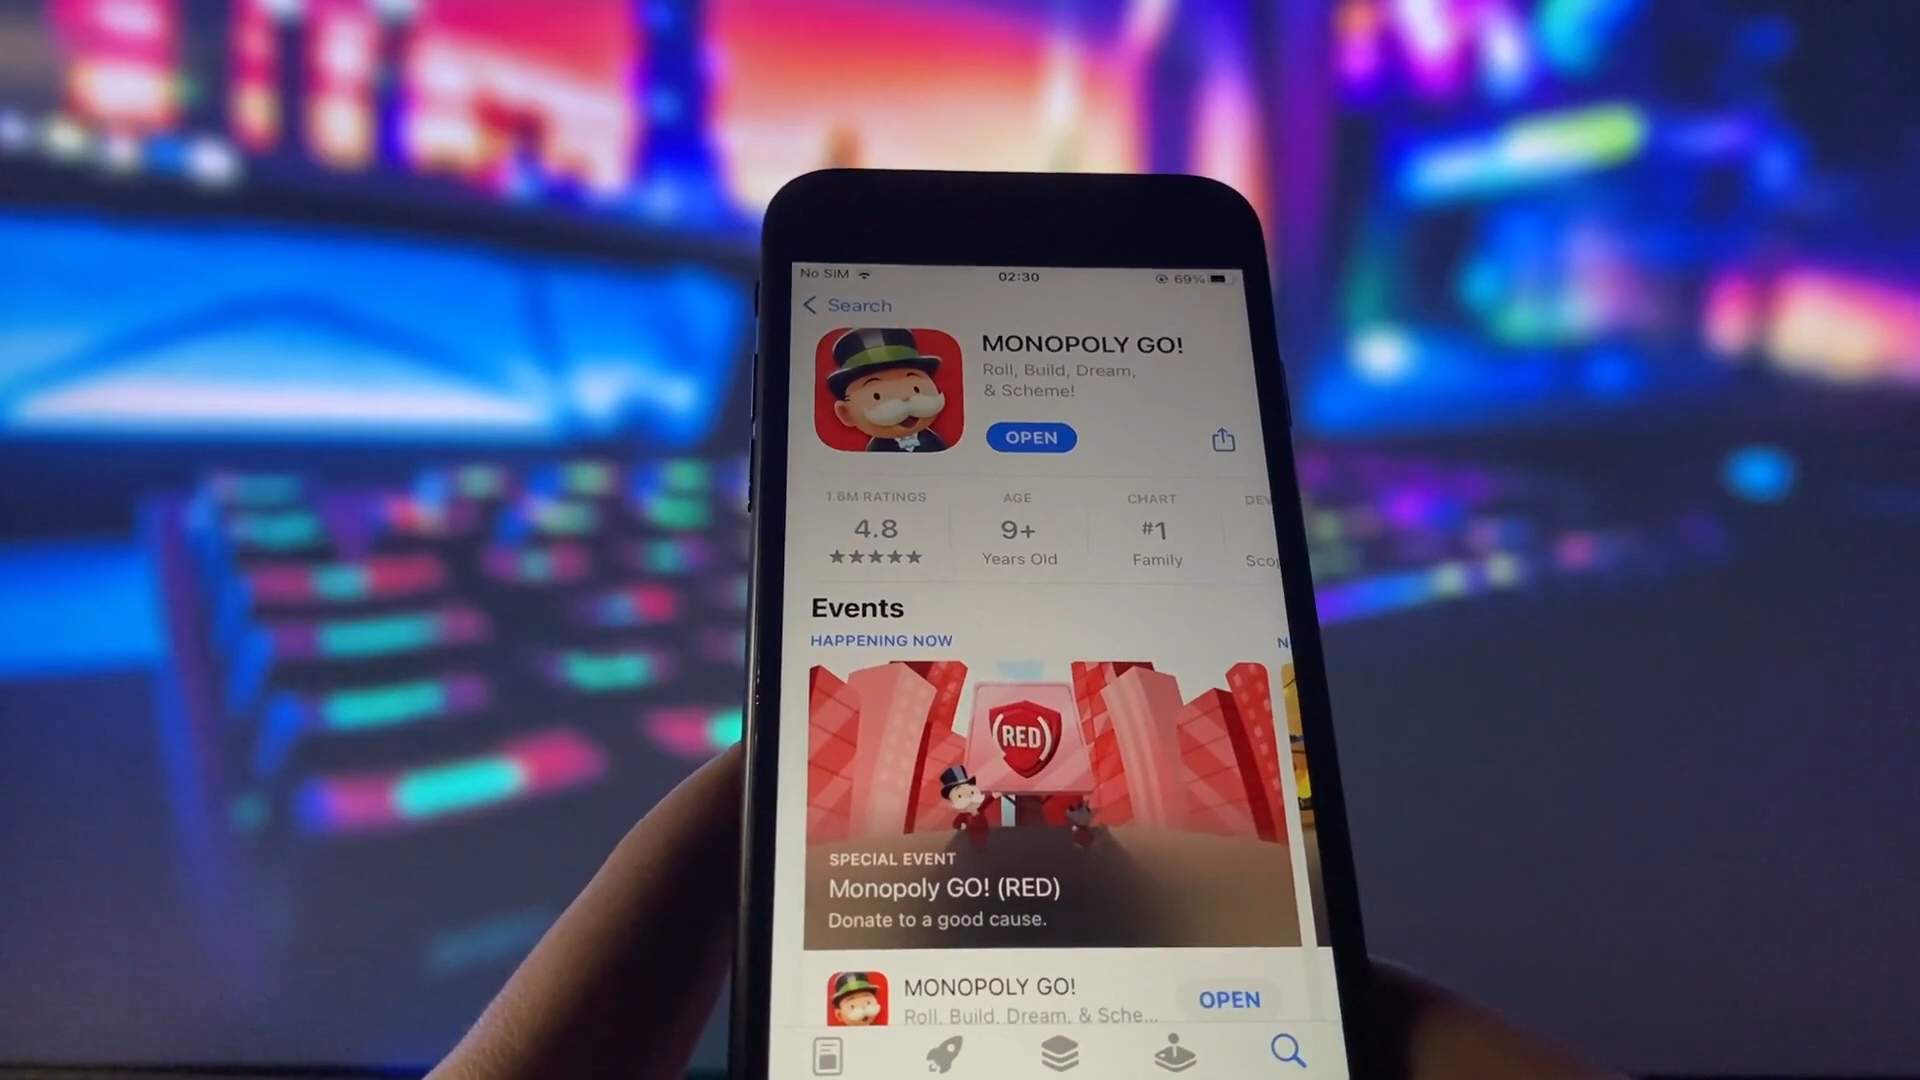 No SIM
02:30
69%
Search
MONOPOLY GO!
Roll, Build, Dream,
& Scheme!
OPEN
1.6M RATINGS
AGE
CHART
DEV
4.8
9+
#1
★★★★★
Years Old
Family
Scop
Events
HAPPENING NOW
N
(RED)
SPECIAL EVENT
Monopoly GO! (RED)
Donate to a good cause.
MONOPOLY GO!
OPEN
Roll, Build, Dream, & Sche...